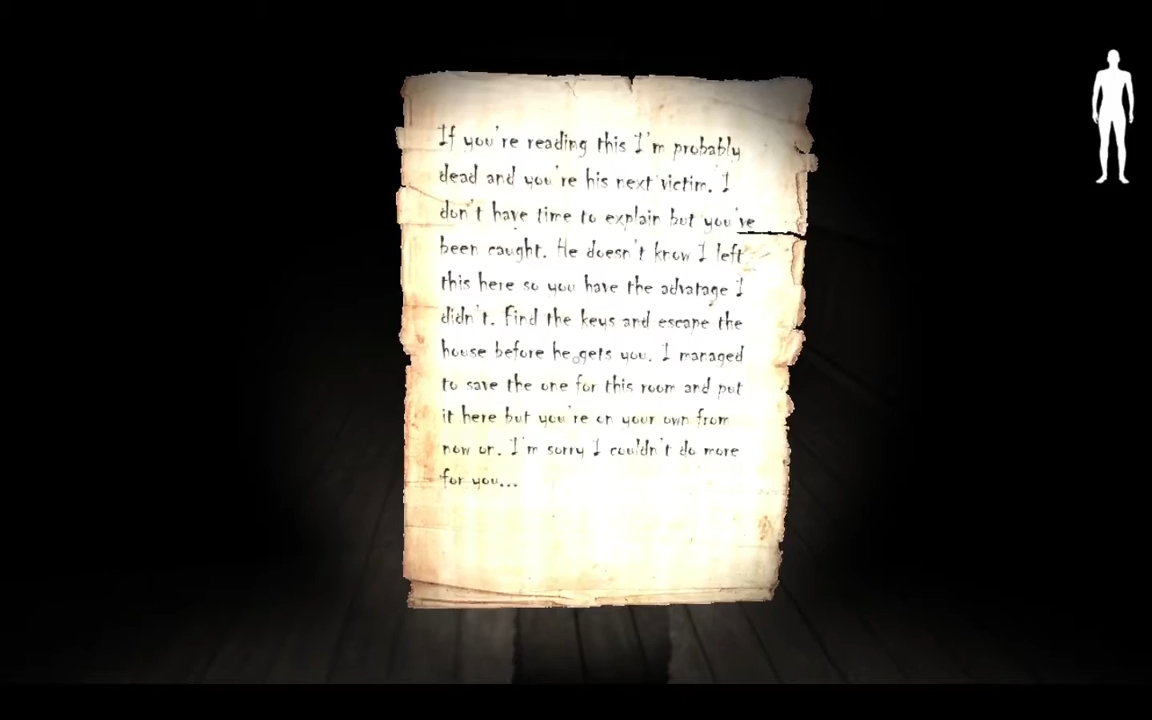 If you're reading this I'm probably
dead and you're his next victim. I
don't have time to explain but you've
been caught. He doesn't know I left
this here so you have the advatage I
didn't. Find the keys and escape the
house before he gets you. I managed
to save the one for this room and put
it here but you're on your own from
now on. I'm sorry I couldn't do more
for you...